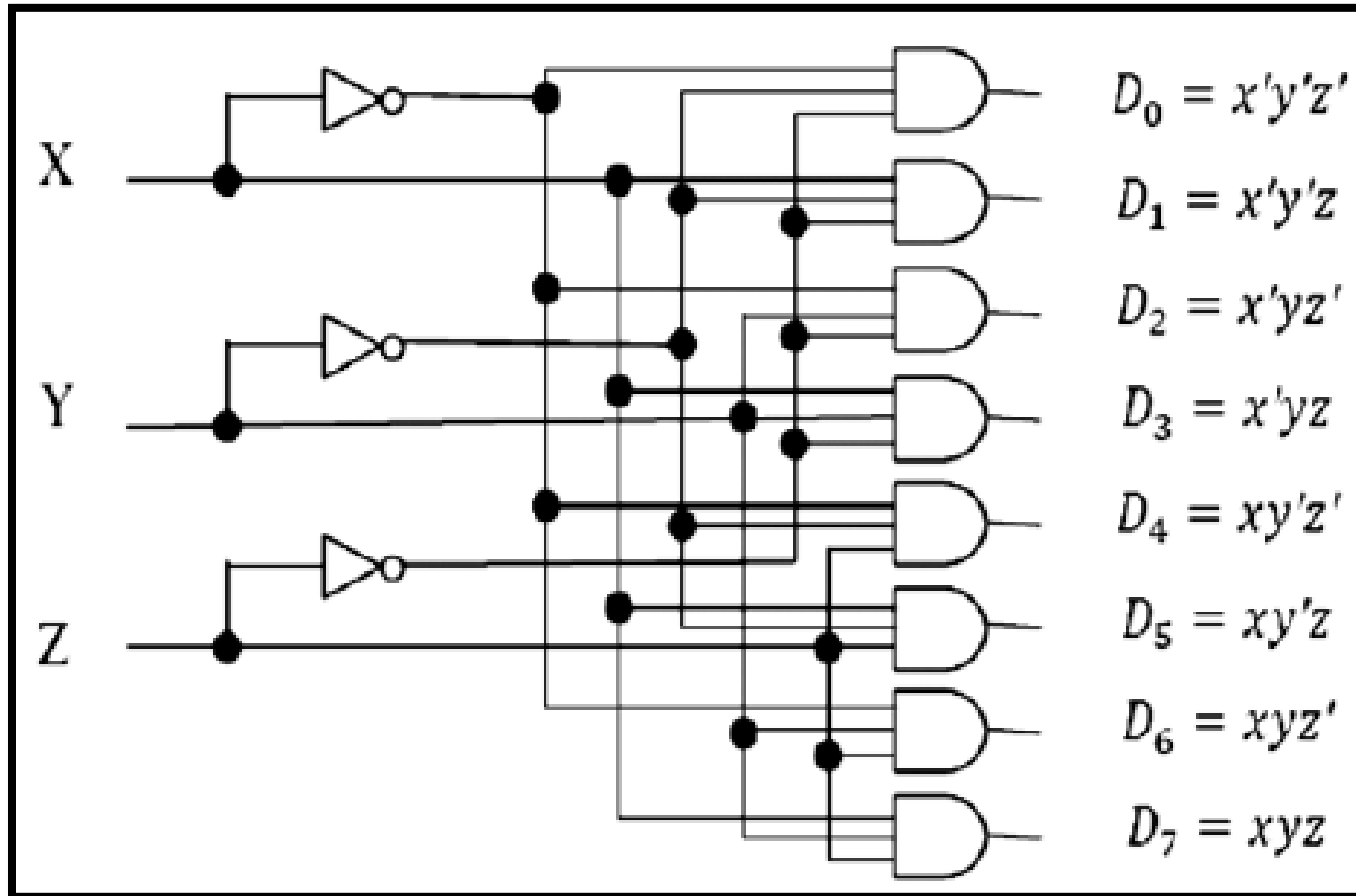 X
Y
Z
D₀ = x'y'z'
D₁ = x'y'z
D₂ = x'yz'
D₃ = x'yz
D₄ = xy'z'
D₅ = xy'z
D₆ = xyz'
D₇ = xyz